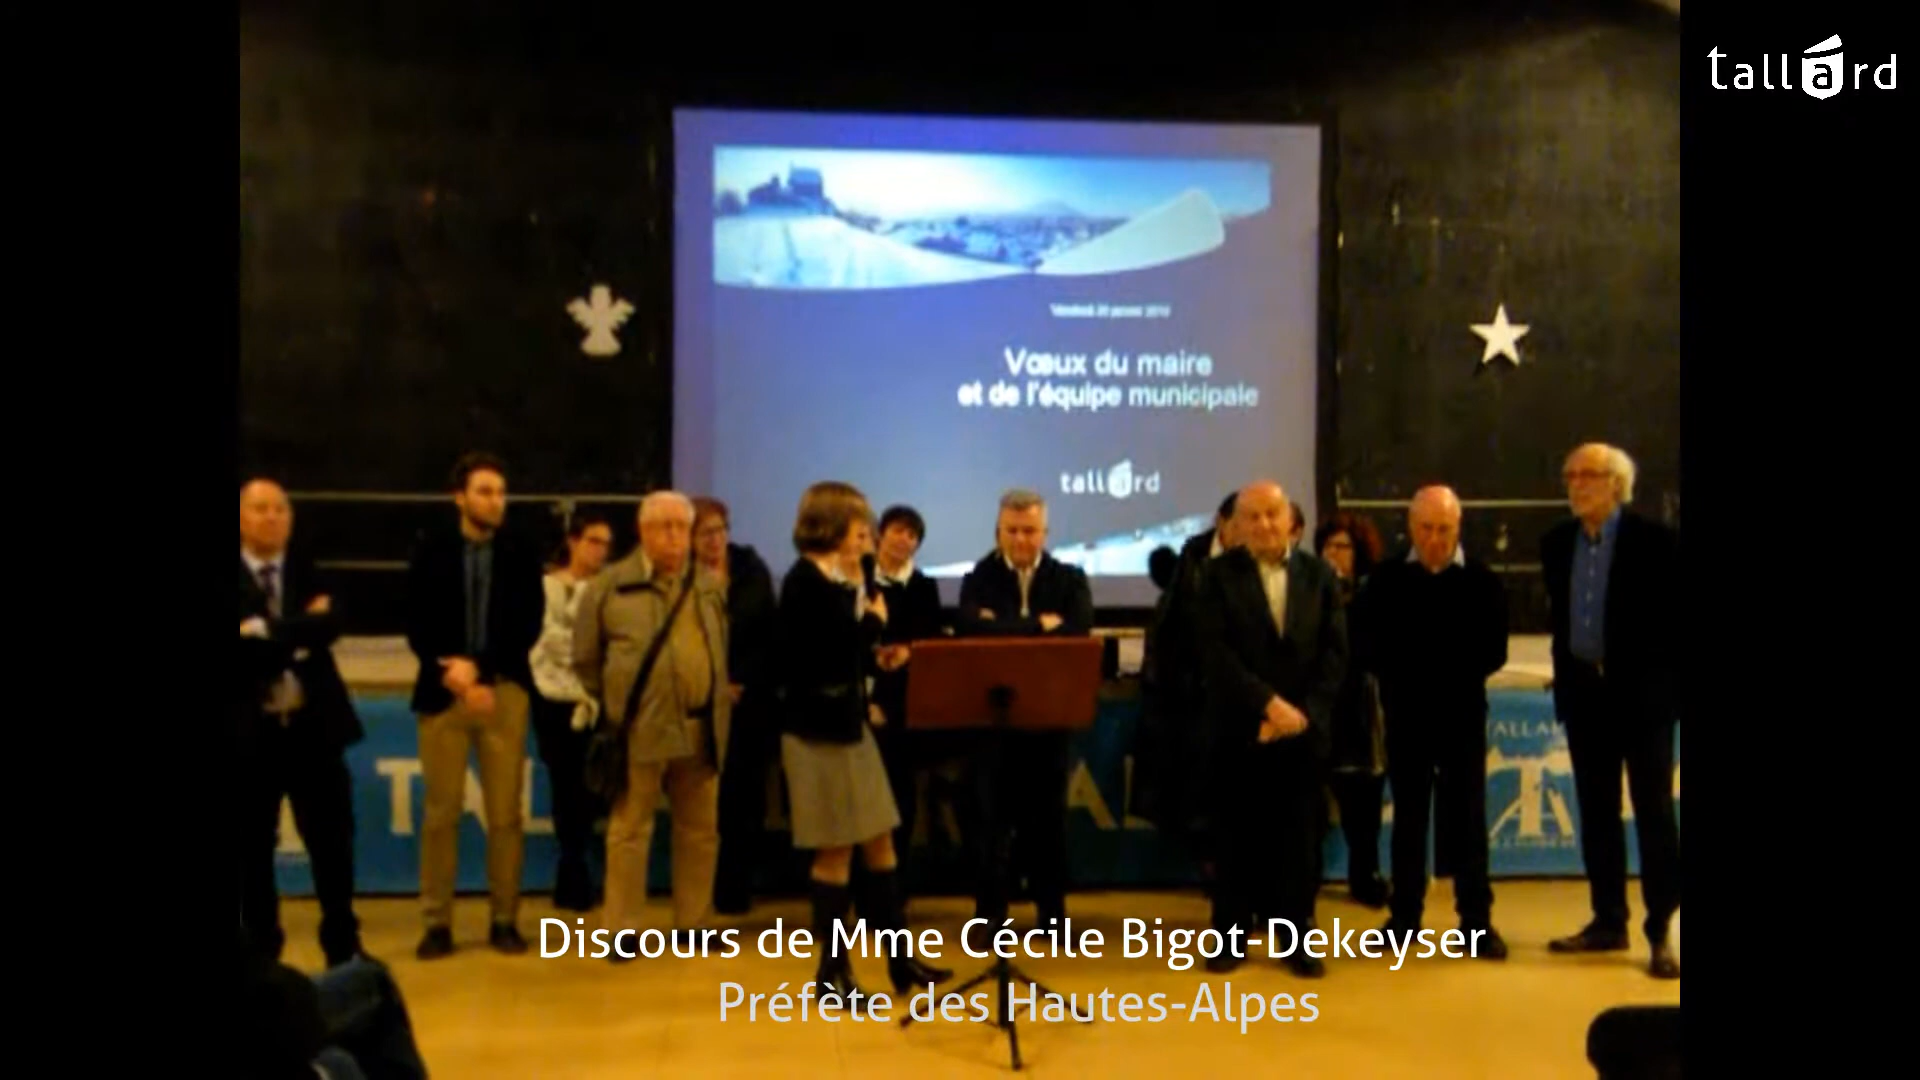 tallard
Vœux du maire
et de l'équipe municipale
tallard
TALLA
Discours de Mme Cécile Bigot-Dekeyser
Préfète des Hautes-Alpes